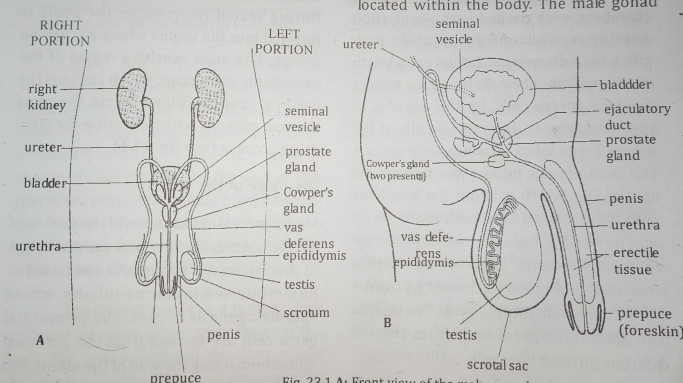 located within the body. The male gonad
RIGHT
PORTION
LEFT
PORTION
right
kidney
ureter
bladder
urethra
seminal
vesicle
prostate
gland
Cowper's
gland
vas
deferens
epididymis
testis
scrotum
penis
prepuce
A
ureter
seminal
vesicle
bladdder
ejaculatory
duct
prostate
gland
Cowper's gland
(two presents)
penis
urethra
erectile
tissue
vas defe-
rens
epididymis
prepuce
(foreskin)
testis
scrotal sac
B
Fig. 23.1 A: Front view of the male